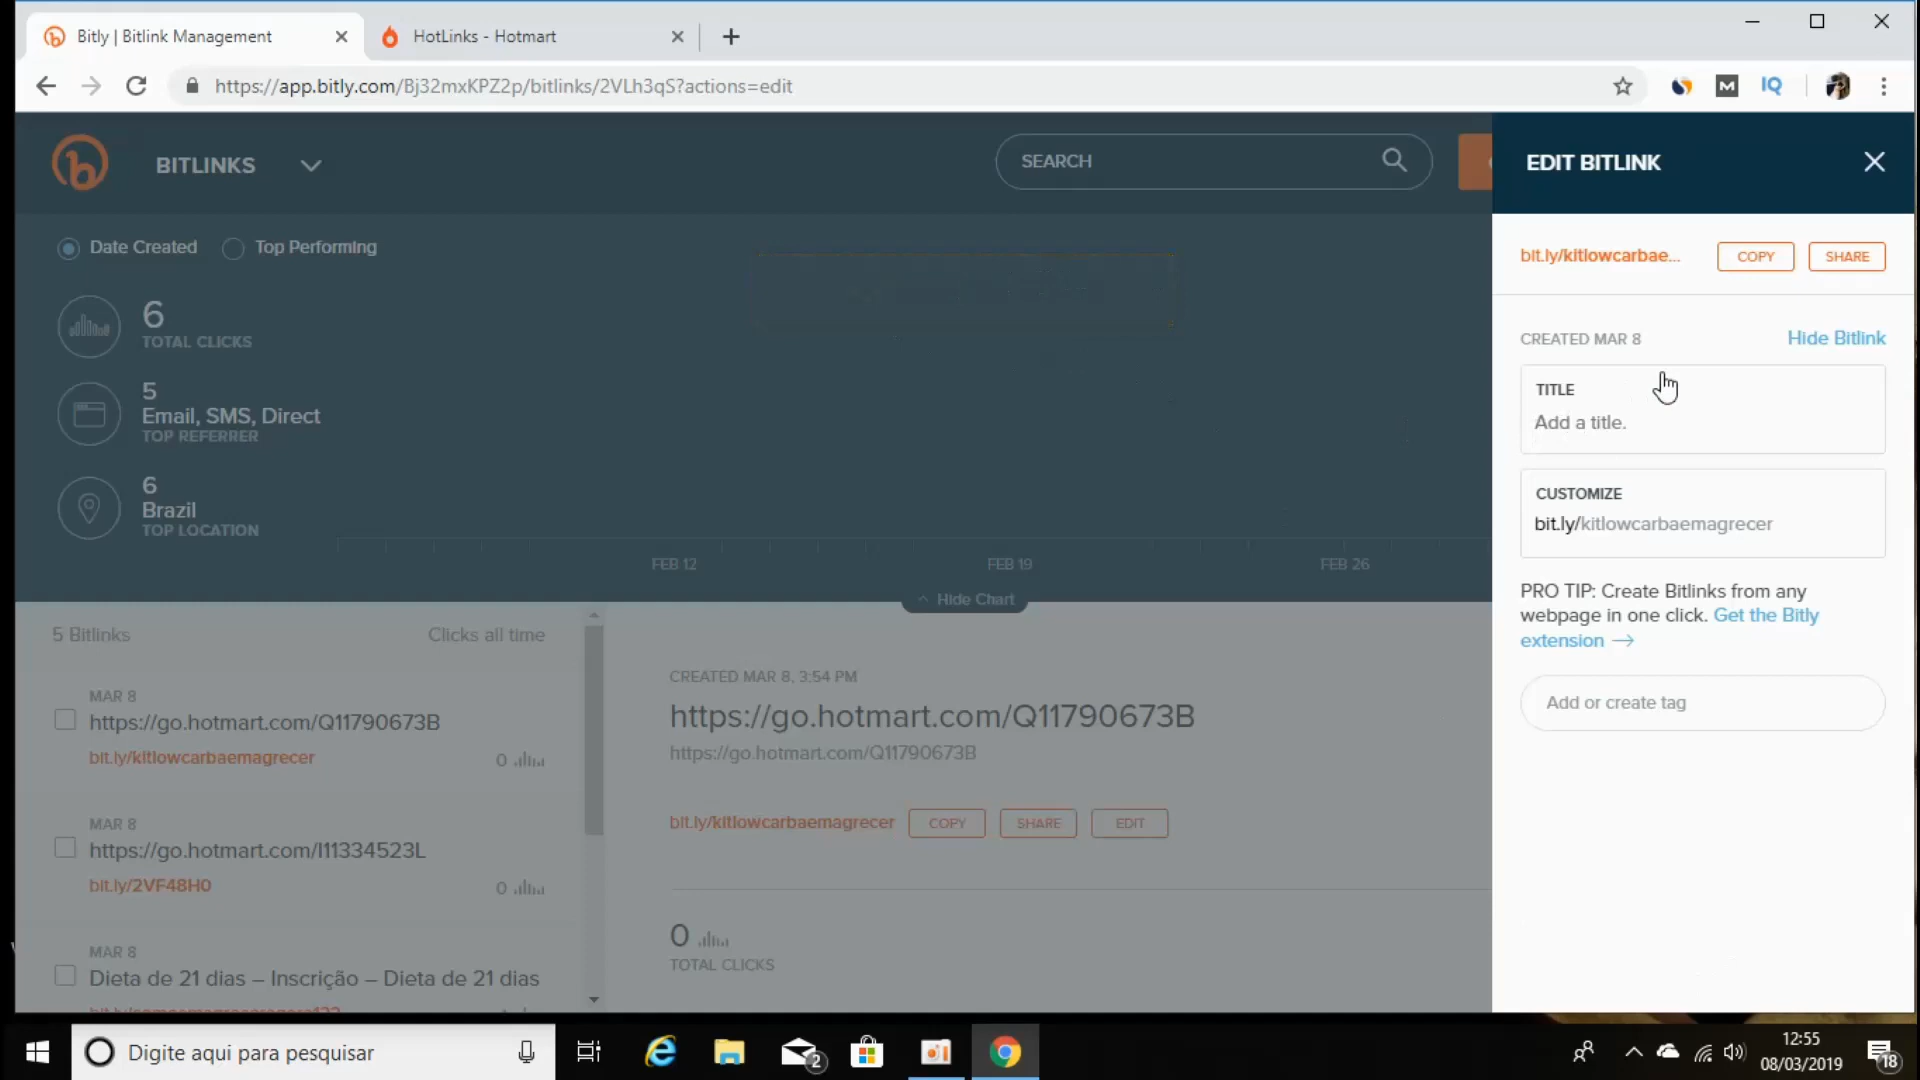 Bitly | Bitlink Management
HotLinks - Hotmart
https://app.bitly.com/Bj32mxKPZ2p/bitlinks/2VLh3qS?actions=edit
M
IQ
b
BITLINKS
SEARCH
EDIT BITLINK
Date Created
Top Performing
bit.ly/kitlowcarbae...
COPY
SHARE
6
TOTAL CLICKS
CREATED MAR 8
Hide Bitlink
5
Email, SMS, Direct
TOP REFERRER
TITLE
Add a title.
6
Brazil
TOP LOCATION
CUSTOMIZE
bit.ly/kitlowcarbaemagrecer
FEB 12
FEB 19
FEB 26
Hide Chart
PRO TIP: Create Bitlinks from any
webpage in one click. Get the Bitly
extension →
Add or create tag
5 Bitlinks
Clicks all time
MAR 8
https://go.hotmart.com/Q11790673B
bit.ly/kitlowcarbaemagrecer
0
MAR 8
https://go.hotmart.com/I11334523L
bit.ly/2VF48H0
0
MAR 8
Dieta de 21 dias – Inscrição – Dieta de 21 dias
CREATED MAR 8, 3:54 PM
https://go.hotmart.com/Q11790673B
https://go.hotmart.com/Q11790673B
bit.ly/kitlowcarbaemagrecer
COPY
SHARE
EDIT
0
TOTAL CLICKS
Digite aqui para pesquisar
2
12:55
08/03/2019
18